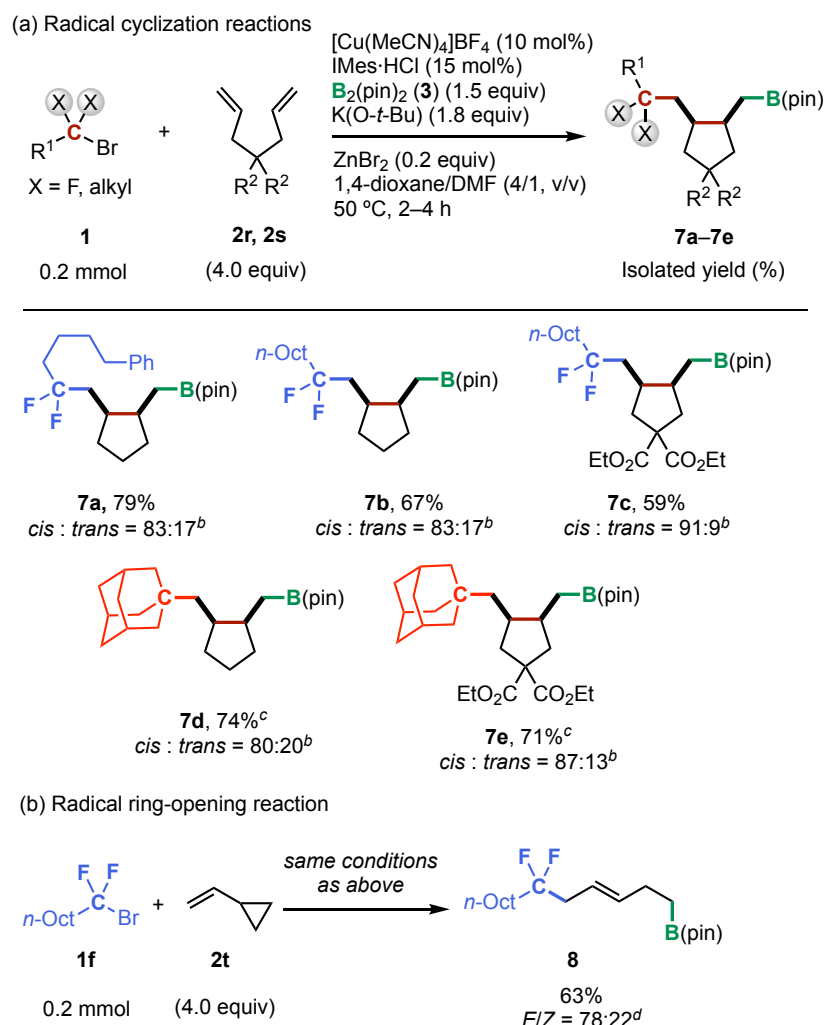 (a) Radical cyclization reactions
[Cu(MeCN)4]BF4 (10 mol%)
IMes·HCl (15 mol%)
B2(pin)2 (3) (1.5 equiv)
K(O-t-Bu) (1.8 equiv)
ZnBr2 (0.2 equiv)
1,4-dioxane/DMF (4/1, v/v)
50 ºC, 2–4 h
X X
C
R1 Br
X = F, alkyl
1
0.2 mmol
+
R2 R2
2r, 2s
(4.0 equiv)
R1
X C
X
B(pin)
R2 R2
7a–7e
Isolated yield (%)
Ph
F C
F
B(pin)
7a, 79%
cis : trans = 83:17b
n-Oct
F C
F
B(pin)
7b, 67%
cis : trans = 83:17b
n-Oct
F C
F
B(pin)
EtO2C CO2Et
7c, 59%
cis : trans = 91:9b
C
B(pin)
7d, 74%c
cis : trans = 80:20b
C
B(pin)
EtO2C CO2Et
7e, 71%c
cis : trans = 87:13b
(b) Radical ring-opening reaction
F F
C
n-Oct Br
1f
0.2 mmol
+
2t
(4.0 equiv)
same conditions
as above
F F
C
n-Oct
B(pin)
8
63%
E/Z = 78:22d